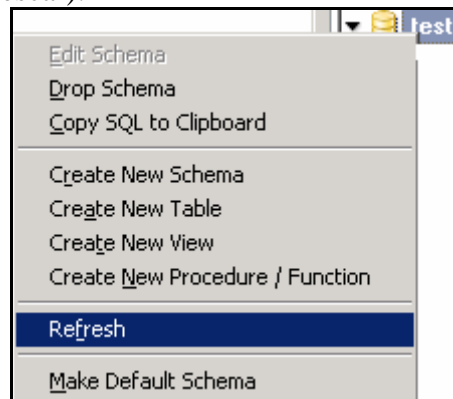 test
Edit Schema
Drop Schema
Copy SQL to Clipboard
Create New Schema
Create New Table
Create New View
Create New Procedure / Function
Refresh
Make Default Schema